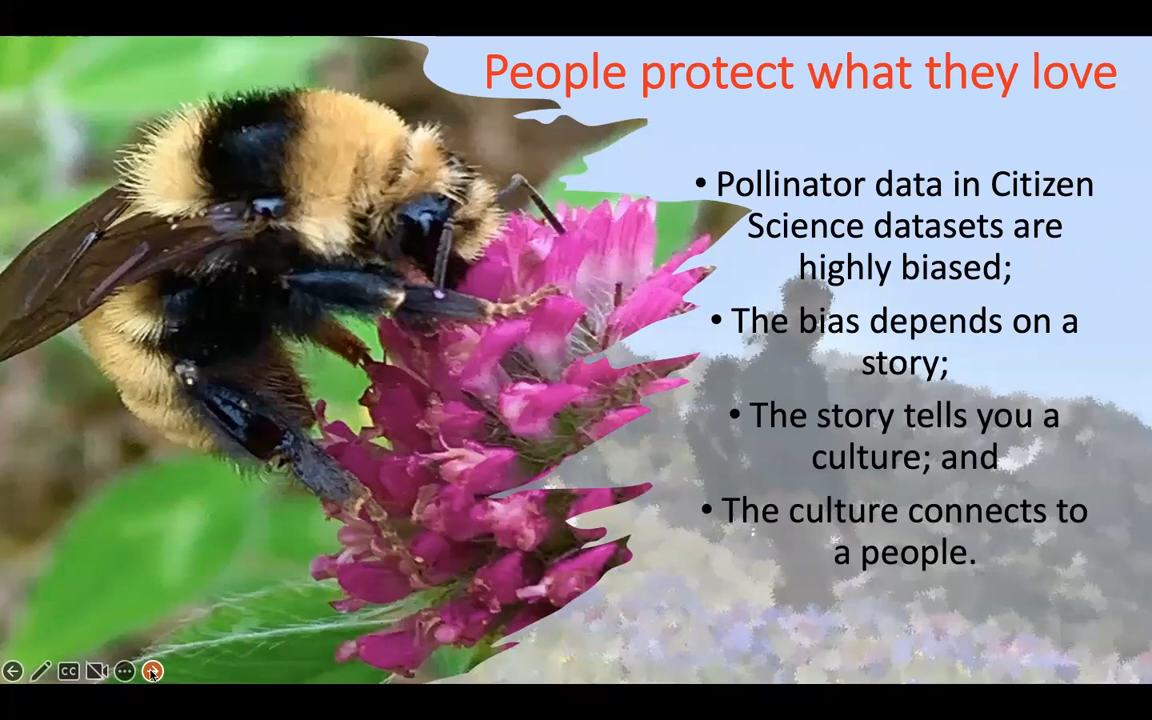 People protect what they love
• Pollinator data in Citizen
Science datasets are
highly biased;
• The bias depends on a
story;
• The story tells you a
culture; and
• The culture connects to
a people.
CC